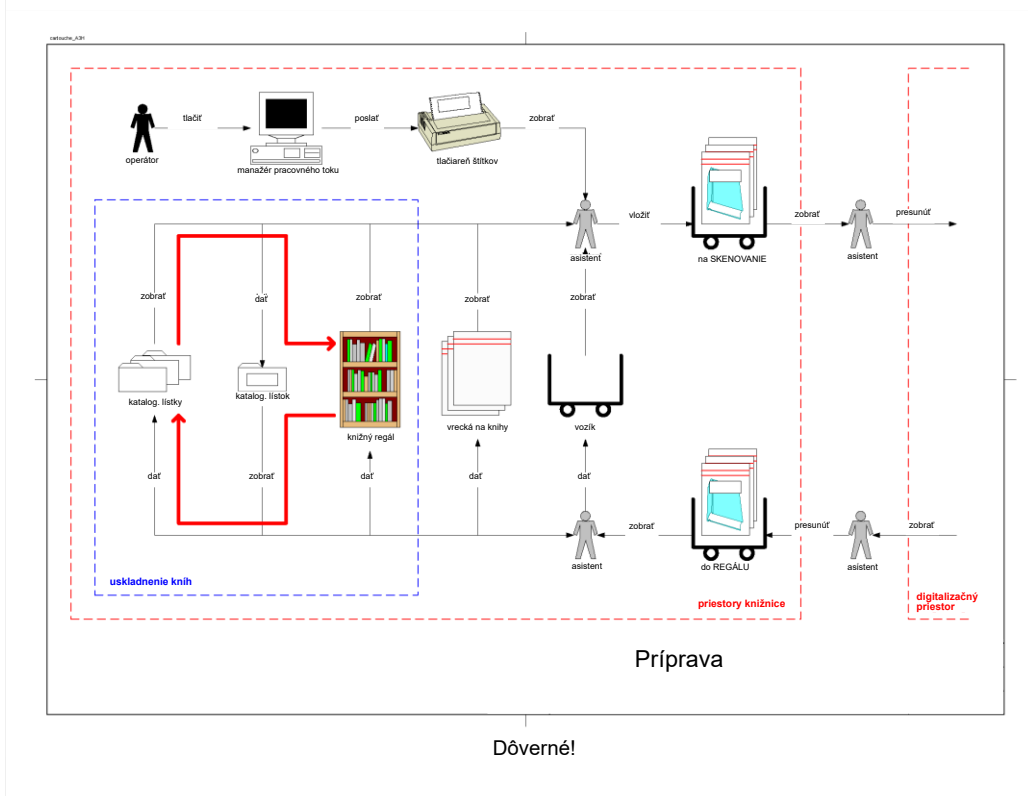 cartouche_A3H
tlačiť
poslať
zobrať
operátor
manažér pracovného toku
tlačiareň štítkov
vložiť
zobrať
presunúť
asistent
na SKENOVANIE
asistent
zobrať
dať
zobrať
zobrať
zobrať
katalog. lístky
katalog. lístok
knižný regál
vrecká na knihy
vozík
dať
zobrať
dať
dať
dať
zobrať
presunúť
zobrať
asistent
do REGÁLU
asistent
uskladnenie kníh
priestory knižnice
digitalizačný
priestor
Príprava
Dôverné!